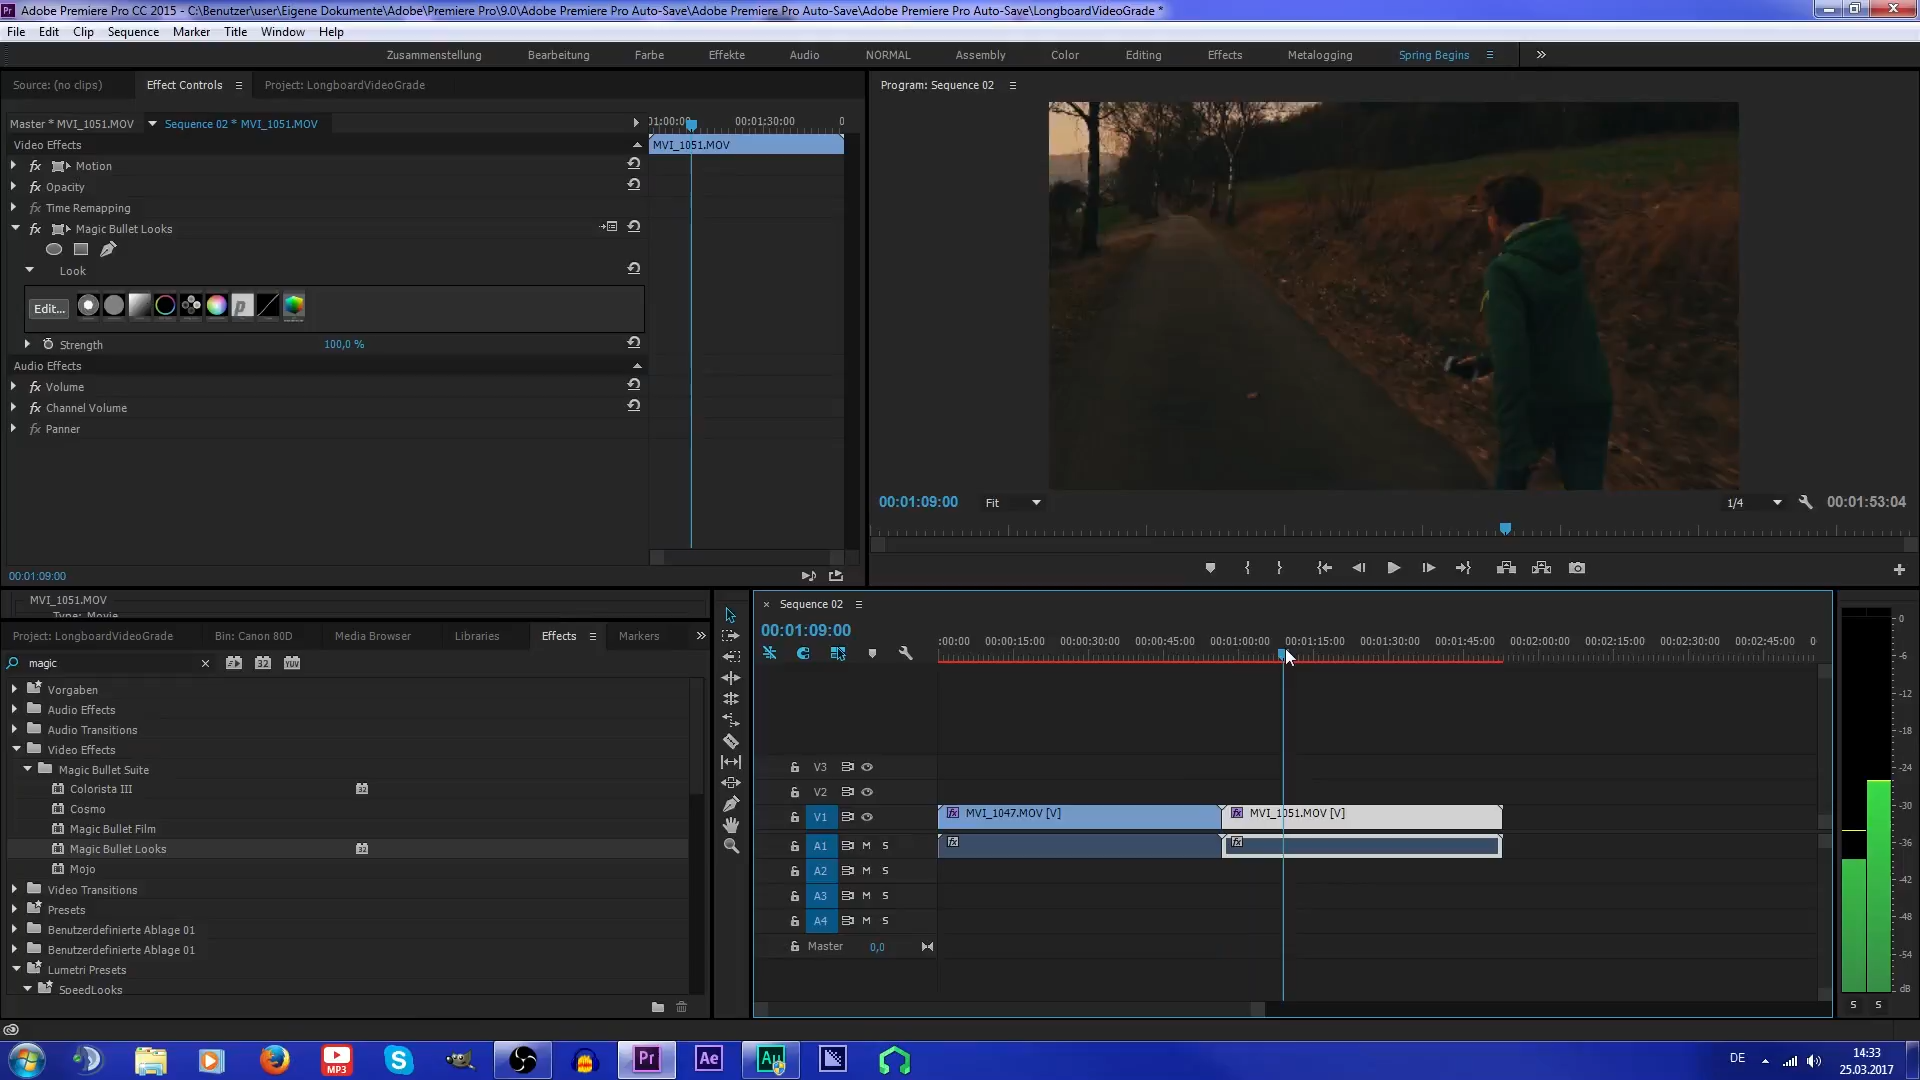 Adobe Premiere Pro CC 2015 - C:\Benutzer\user\Eigene Dokumente\Adobe\Premiere Pro\9.0\Adobe Premiere Pro Auto-Save\Adobe Premiere Pro Auto-Save\Adobe Premiere Pro Auto-Save\LongboardVideoGrade *
File Edit Clip Sequence Marker Title Window Help
Zusammenstellung Bearbeitung Farbe Effekte Audio NORMAL Assembly Color Editing Effects Metalogging Spring Begins
Source: (no clips) Effect Controls Project: LongboardVideoGrade
Program: Sequence 02
Master * MVI_1051.MOV Sequence 02 * MVI_1051.MOV
00:01:30:00
Video Effects
MVI_1051.MOV
fx Motion
fx Opacity
fx Time Remapping
fx Magic Bullet Looks
Look
Edit...
Strength 100,0 %
Audio Effects
fx Volume
fx Channel Volume
fx Panner
00:01:09:00 Fit 1/4 00:01:53:04
00:01:09:00
MVI_1051.MOV
Type: Movie
Project: LongboardVideoGrade Bin: Canon 80D Media Browser Libraries Effects Markers
magic 32 YUV
Vorgaben
Audio Effects
Audio Transitions
Video Effects
Magic Bullet Suite
Colorista III
Cosmo
Magic Bullet Film
Magic Bullet Looks
Mojo
Video Transitions
Presets
Benutzerdefinierte Ablage 01
Benutzerdefinierte Ablage 01
Lumetri Presets
SpeedLooks
Sequence 02
00:01:09:00
:00:00 00:00:15:00 00:00:30:00 00:00:45:00 00:01:00:00 00:01:15:00 00:01:30:00 00:01:45:00 00:02:00:00 00:02:15:00 00:02:30:00 00:02:45:00 0
V3
V2
V1 MVI_1047.MOV [V] MVI_1051.MOV [V]
A1 M S
A2 M S
A3 M S
A4 M S
Master 0,0
0
-6
-12
-18
-24
-30
-36
-42
-48
-54
dB
S S
Pr
Ae
Au
MP3
DE
14:33
25.03.2017